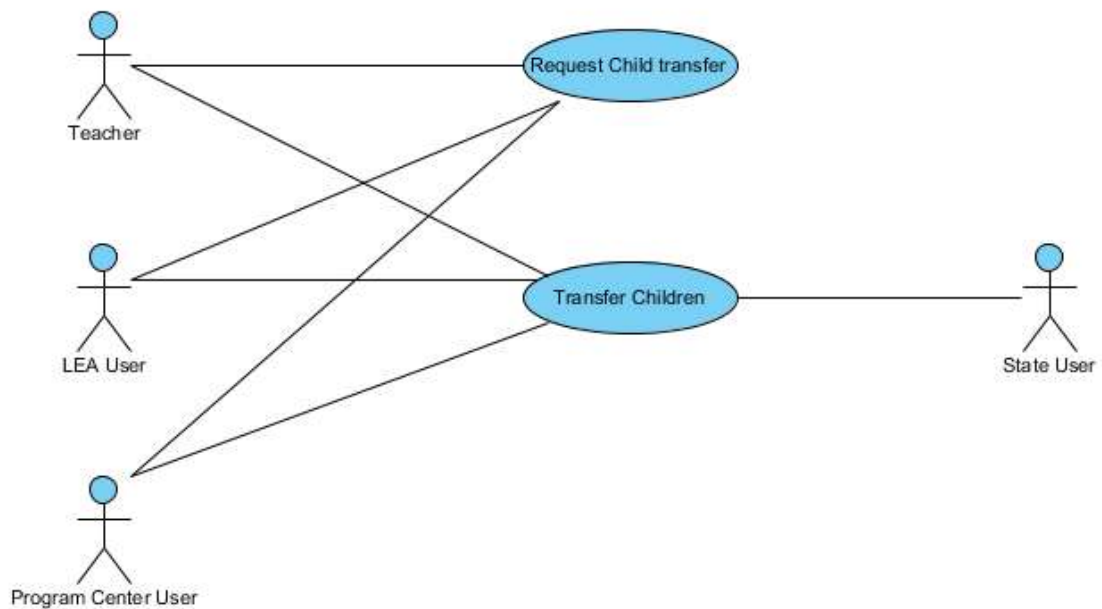 Request Child transfer
Teacher
Transfer Children
LEA User
State User
Program Center User